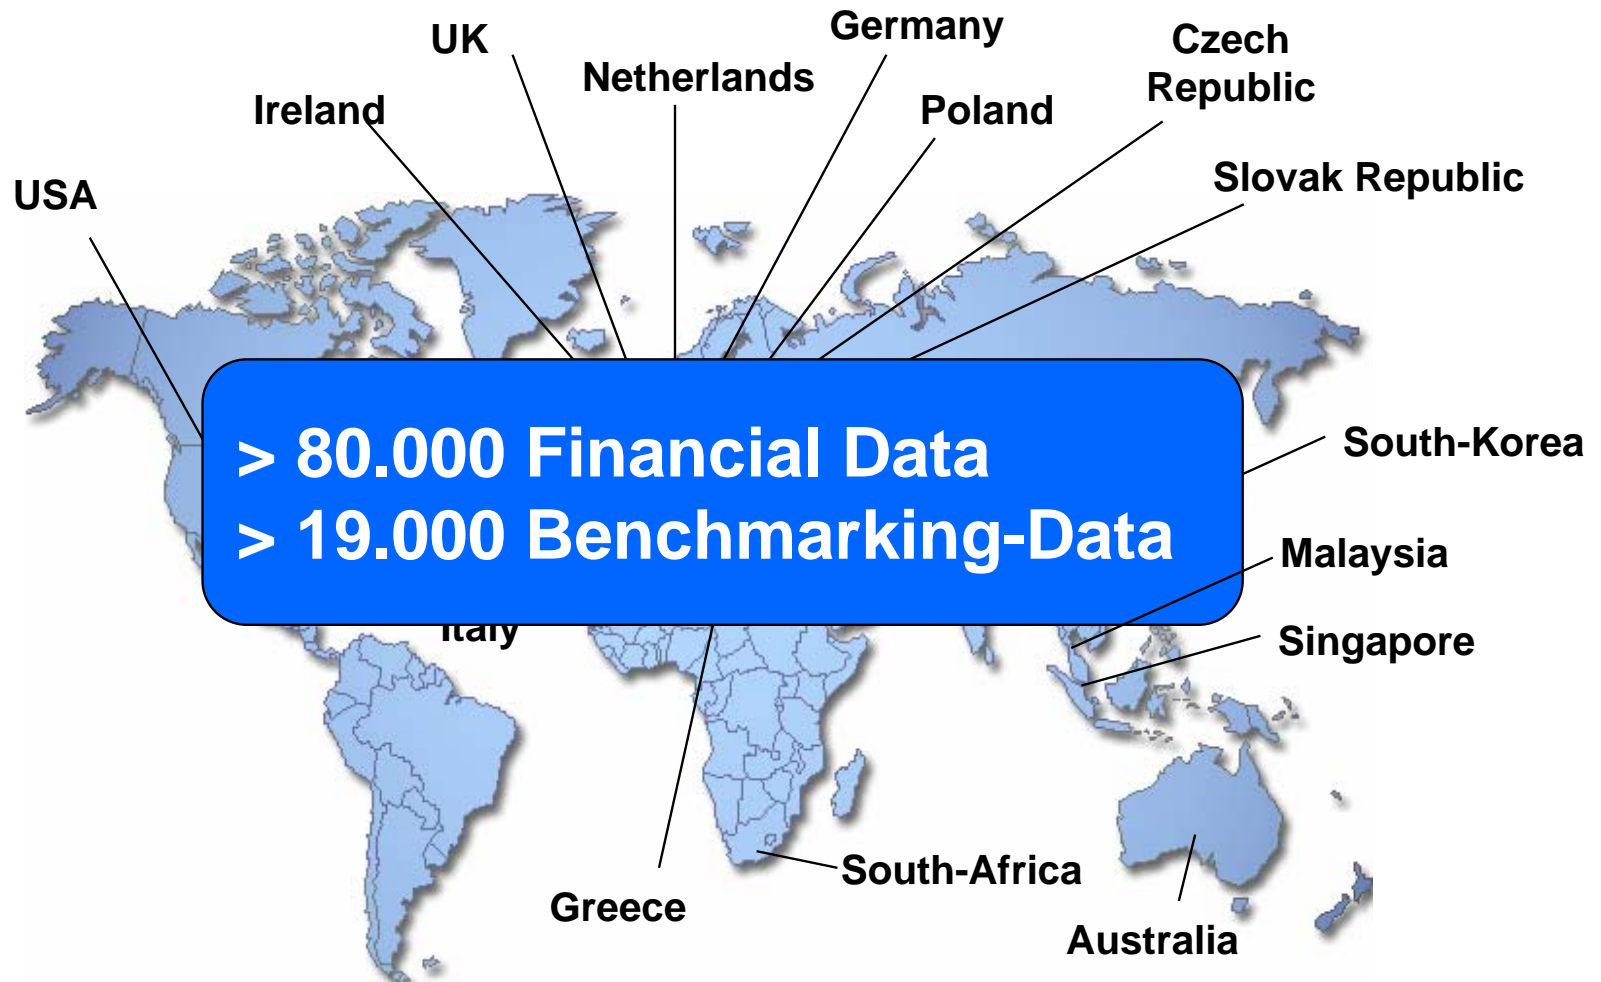 UK
Germany
Czech
Republic
Netherlands
Ireland
Poland
Slovak Republic
USA
> 80.000 Financial Data
> 19.000 Benchmarking-Data
South-Korea
Malaysia
Italy
Singapore
South-Africa
Greece
Australia